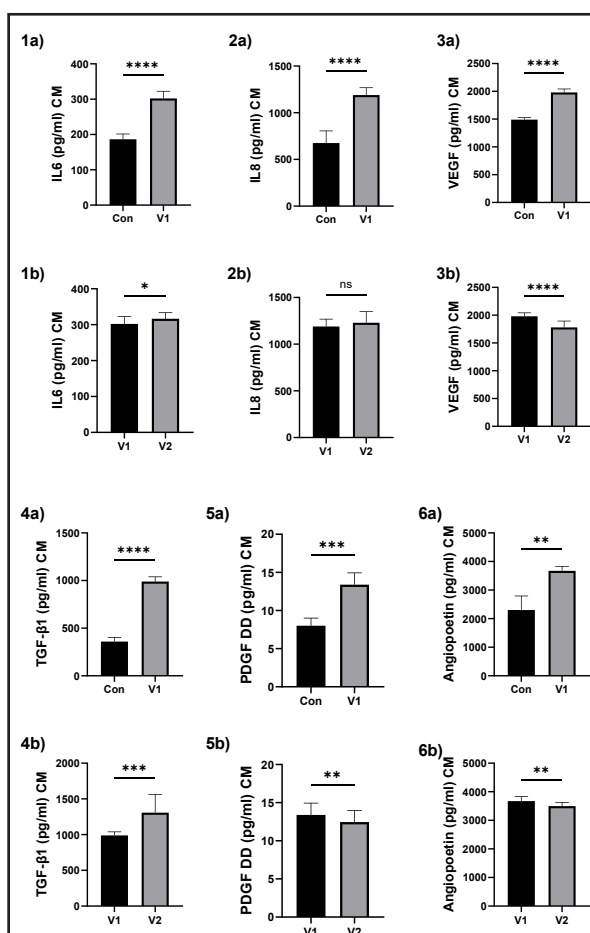 1a)
IL6 (pg/ml) CM
400
300
200
100
0
****
Con V1
2a)
IL8 (pg/ml) CM
1500
1000
500
0
****
Con V1
3a)
VEGF (pg/ml) CM
2500
2000
1500
1000
500
0
****
Con V1
1b)
IL6 (pg/ml) CM
400
300
200
100
0
*
V1 V2
2b)
IL8 (pg/ml) CM
1500
1000
500
0
ns
V1 V2
3b)
VEGF (pg/ml) CM
2500
2000
1500
1000
500
0
****
V1 V2
4a)
TGF-β1 (pg/ml) CM
1500
1000
500
0
****
Con V1
5a)
PDGF DD (pg/ml) CM
20
15
10
5
0
***
Con V1
6a)
Angiopoetin (pg/ml) CM
5000
4000
3000
2000
1000
0
**
Con V1
4b)
TGF-β1 (pg/ml) CM
2000
1500
1000
500
0
***
V1 V2
5b)
PDGF DD (pg/ml) CM
20
15
10
5
0
**
V1 V2
6b)
Angiopoetin (pg/ml) CM
5000
4000
3000
2000
1000
0
**
V1 V2